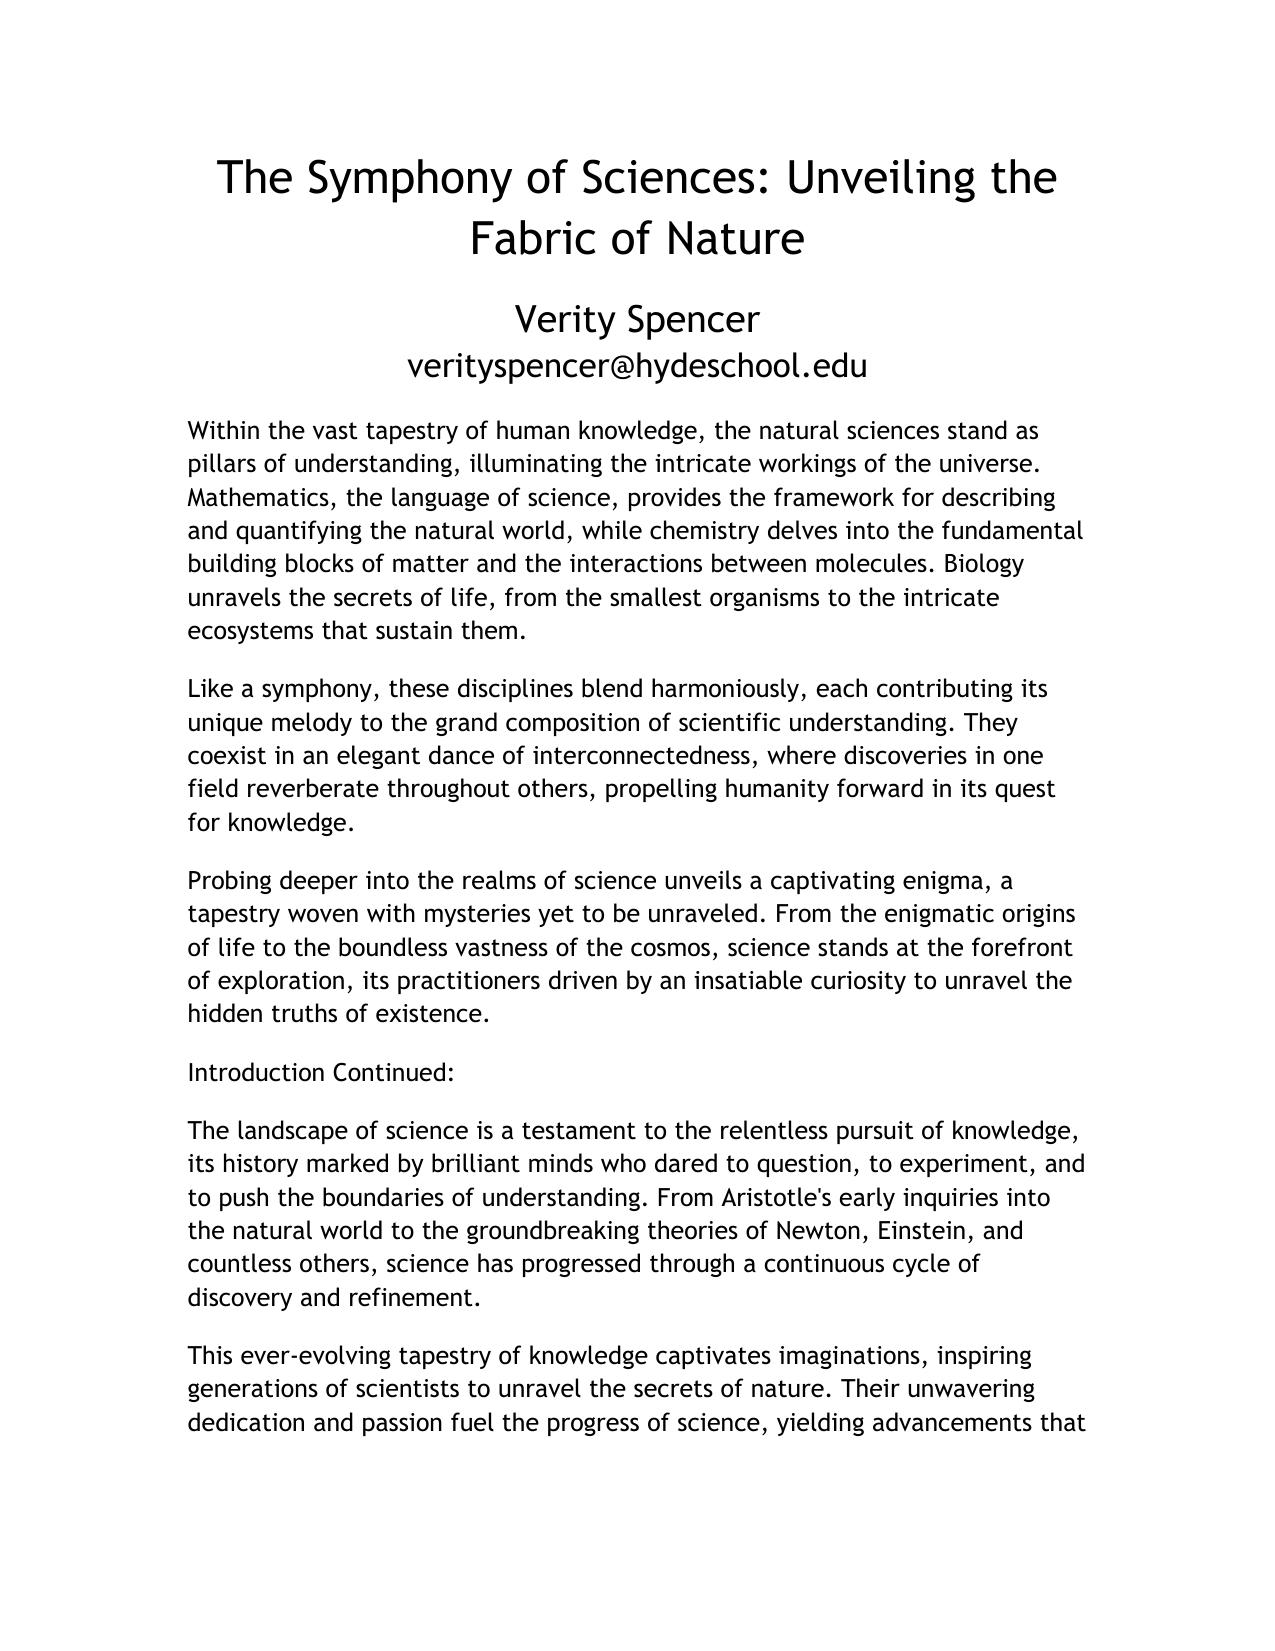 The Symphony of Sciences: Unveiling the
Fabric of Nature
Verity Spencer
verityspencer@hydeschool.edu
Within the vast tapestry of human knowledge, the natural sciences stand as
pillars of understanding, illuminating the intricate workings of the universe.
Mathematics, the language of science, provides the framework for describing
and quantifying the natural world, while chemistry delves into the fundamental
building blocks of matter and the interactions between molecules. Biology
unravels the secrets of life, from the smallest organisms to the intricate
ecosystems that sustain them.
Like a symphony, these disciplines blend harmoniously, each contributing its
unique melody to the grand composition of scientific understanding. They
coexist in an elegant dance of interconnectedness, where discoveries in one
field reverberate throughout others, propelling humanity forward in its quest
for knowledge.
Probing deeper into the realms of science unveils a captivating enigma, a
tapestry woven with mysteries yet to be unraveled. From the enigmatic origins
of life to the boundless vastness of the cosmos, science stands at the forefront
of exploration, its practitioners driven by an insatiable curiosity to unravel the
hidden truths of existence.
Introduction Continued:
The landscape of science is a testament to the relentless pursuit of knowledge,
its history marked by brilliant minds who dared to question, to experiment, and
to push the boundaries of understanding. From Aristotle's early inquiries into
the natural world to the groundbreaking theories of Newton, Einstein, and
countless others, science has progressed through a continuous cycle of
discovery and refinement.
This ever-evolving tapestry of knowledge captivates imaginations, inspiring
generations of scientists to unravel the secrets of nature. Their unwavering
dedication and passion fuel the progress of science, yielding advancements that